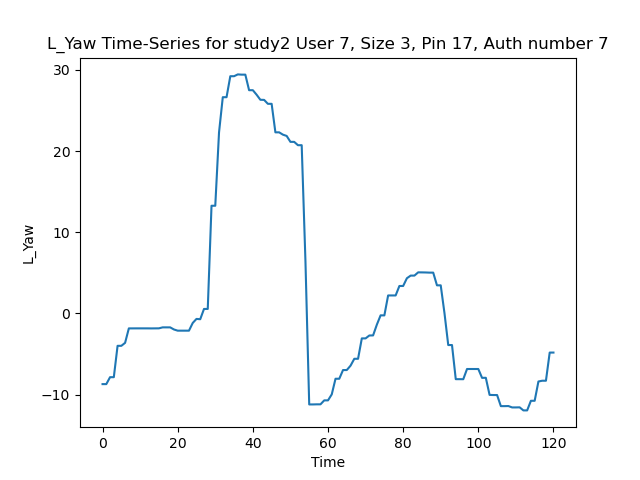 L_Yaw Time-Series for study2 User 7, Size 3, Pin 17, Auth number 7
30
20
10
0
−10
L_Yaw
0 20 40 60 80 100 120
Time